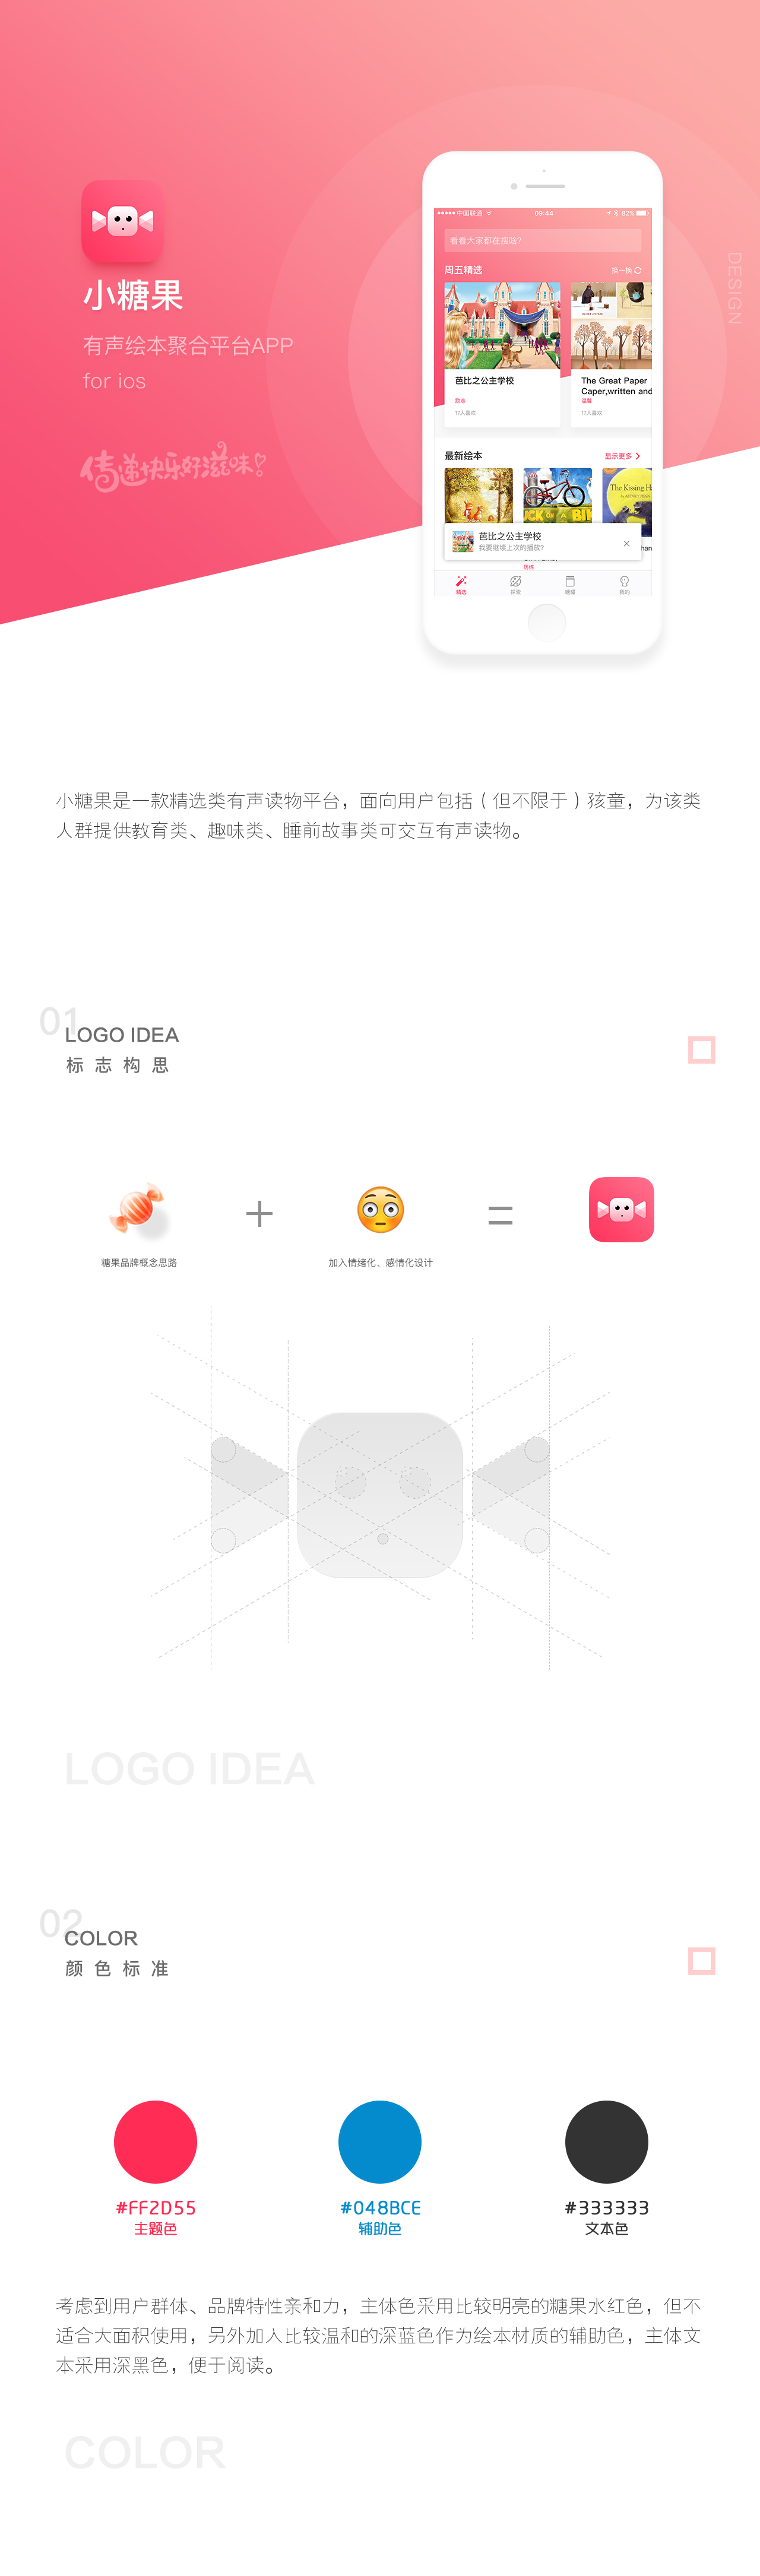 小糖果
有声绘本聚合平台APP
for ios
传递快乐好滋味!
DESIGN
中国联通
09:44
82%
看看大家都在搜啥?
周五精选
换一换
芭比之公主学校
励志
17人喜欢
The Great Paper
Caper,written and
温馨
17人喜欢
最新绘本
显示更多
The Kissing H
芭比之公主学校
我要继续上次的播放?
han
精选
探索
糖罐
我的
小糖果是一款精选类有声读物平台，面向用户包括（但不限于）孩童，为该类
人群提供教育类、趣味类、睡前故事类可交互有声读物。
01
LOGO IDEA
标志构思
+
=
糖果品牌概念思路
加入情绪化、感情化设计
LOGO IDEA
02
COLOR
颜色标准
#FF2D55
主题色
#048BCE
辅助色
#333333
文本色
考虑到用户群体、品牌特性亲和力，主体色采用比较明亮的糖果水红色，但不
适合大面积使用，另外加入比较温和的深蓝色作为绘本材质的辅助色，主体文
本采用深黑色，便于阅读。
COLOR